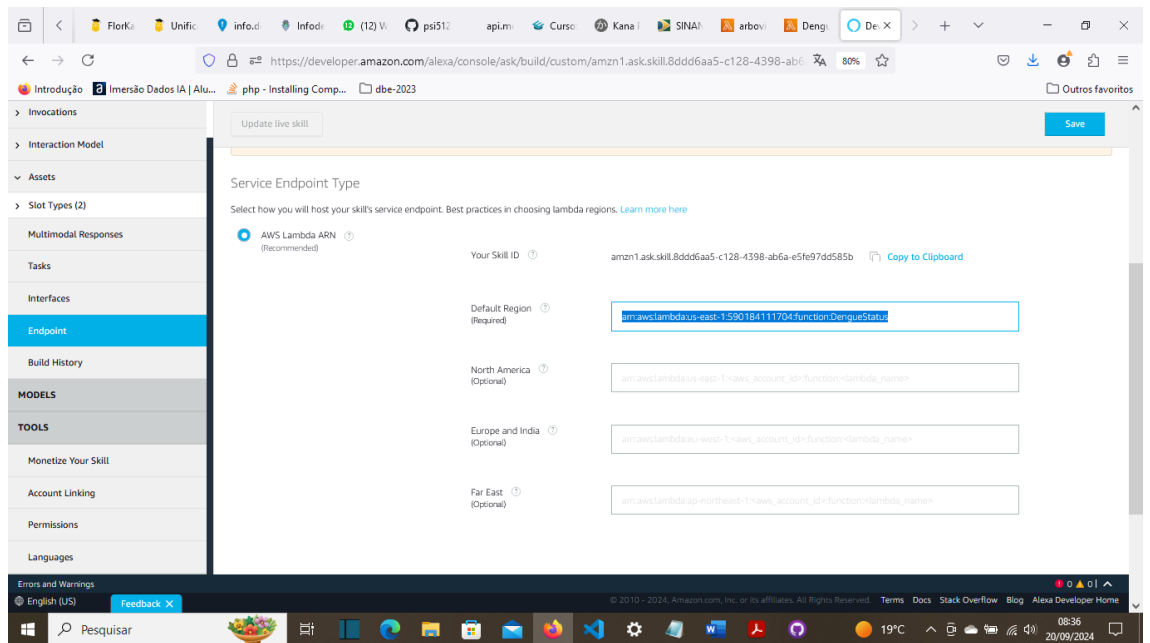 FlorKa
Unific
info.d
Infode
(12) W
psi512
api.m
Curso
Kana
SINAN
arbovi
Dengu
De
https://developer.amazon.com/alexa/console/ask/build/custom/amzn1.ask.skill.8ddd6aa5-c128-4398-ab6
80%
Introdução
Imersão Dados IA | Alu...
php - Installing Comp...
dbe-2023
Outros favoritos
Invocations
Interaction Model
Assets
Slot Types (2)
Multimodal Responses
Tasks
Interfaces
Endpoint
Build History
MODELS
TOOLS
Monetize Your Skill
Account Linking
Permissions
Languages
Update live skill
Save
Service Endpoint Type
Select how you will host your skill's service endpoint. Best practices in choosing lambda regions. Learn more here
AWS Lambda ARN
(Recommended)
Your Skill ID
amzn1.ask.skill.8ddd6aa5-c128-4398-ab6a-e5fe97dd585b
Copy to Clipboard
Default Region
(Required)
arn:aws:lambda:us-east-1:590184111704:function:DengueStatus
North America
(Optional)
arn:aws:lambda:us-east-1:<aws_account_id>:function:<lambda_name>
Europe and India
(Optional)
arn:aws:lambda:eu-west-1:<aws_account_id>:function:<lambda_name>
Far East
(Optional)
arn:aws:lambda:ap-northeast-1:<aws_account_id>:function:<lambda_name>
Errors and Warnings
0
0
English (US)
Feedback
© 2010 - 2024, Amazon.com, Inc. or its affiliates. All Rights Reserved.
Terms Docs Stack Overflow Blog Alexa Developer Home
Pesquisar
19°C
08:36
20/09/2024